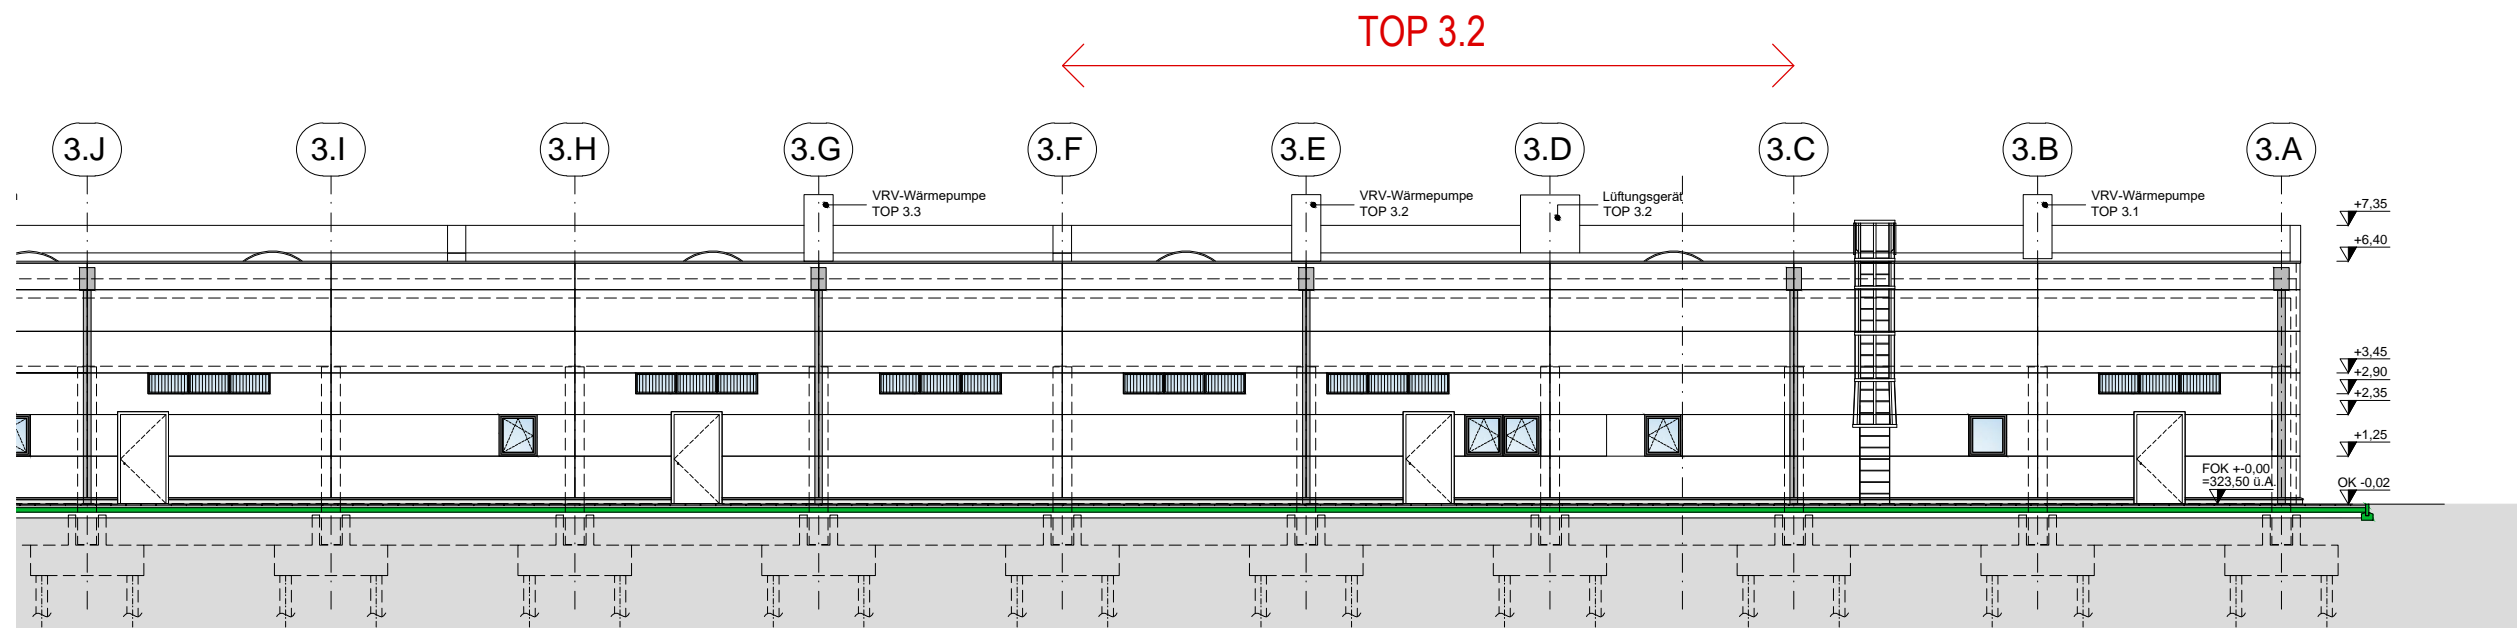 TOP 3.2
3.J
3.I
3.H
3.G
3.F
3.E
3.D
3.C
3.B
3.A
VRV-Wärmepumpe
TOP 3.3
VRV-Wärmepumpe
TOP 3.2
Lüftungsgerät
TOP 3.2
VRV-Wärmepumpe
TOP 3.1
+7,35
+6,40
+3,45
+2,90
+2,35
+1,25
FOK +-0,00
=323,50 ü.A.
OK -0,02